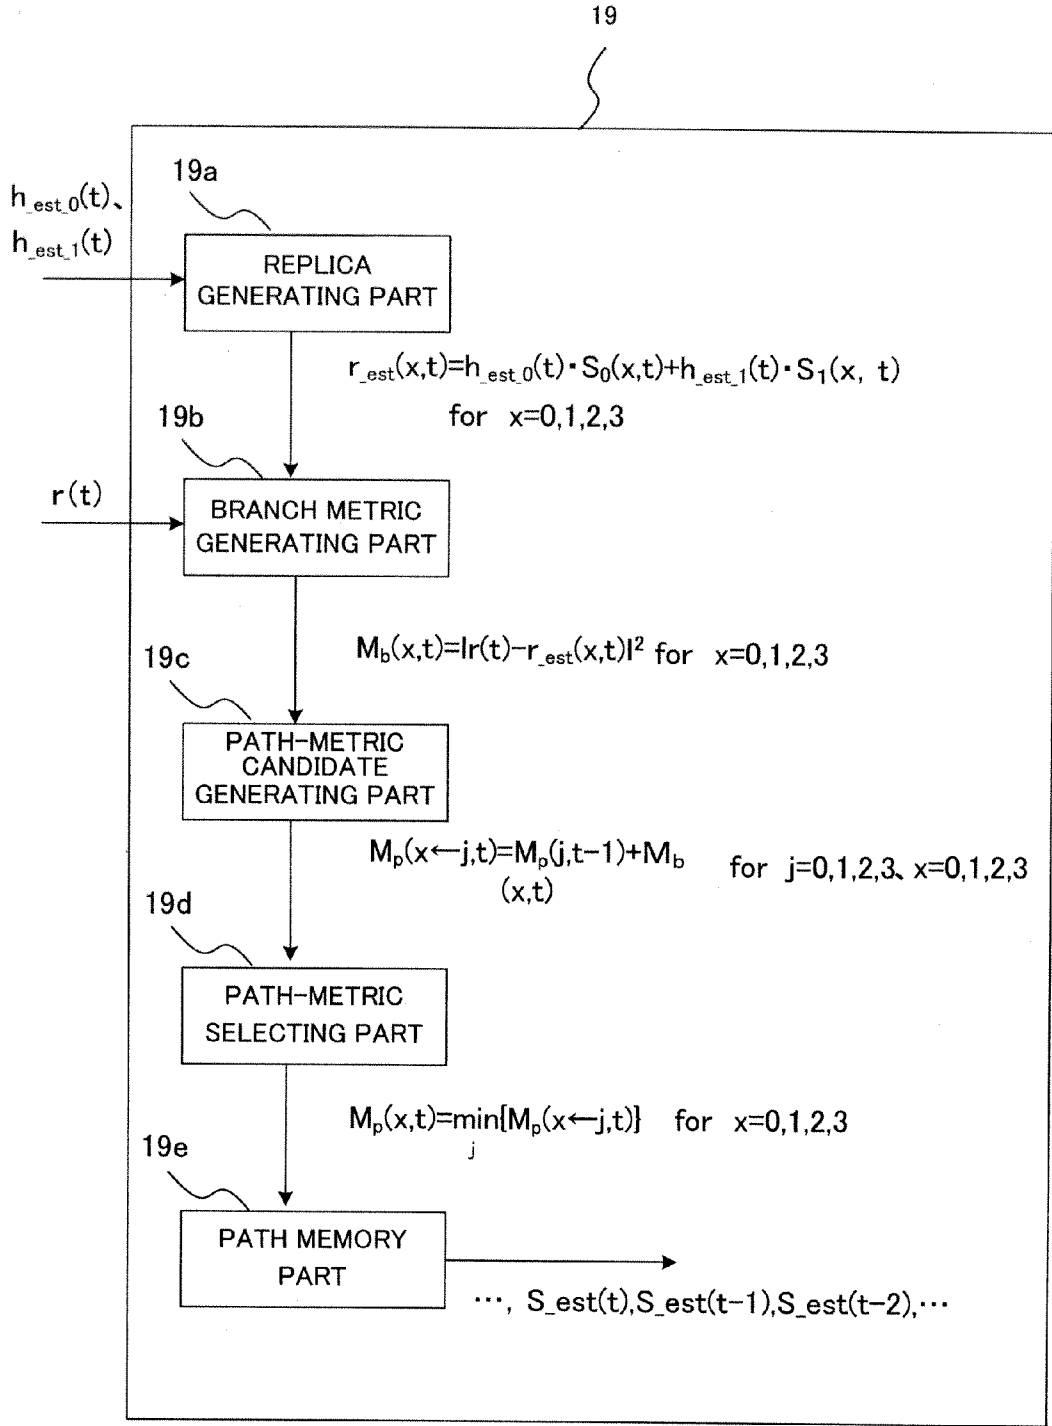 19
19a
h_est_0(t)、
h_est_1(t)
REPLICA
GENERATING PART
r_est(x,t)=h_est_0(t)・S0(x,t)+h_est_1(t)・S1(x, t)
for x=0,1,2,3
19b
r(t)
BRANCH METRIC
GENERATING PART
Mb(x,t)=|r(t)-r_est(x,t)|² for x=0,1,2,3
19c
PATH-METRIC
CANDIDATE
GENERATING PART
Mp(x←j,t)=Mp(j,t-1)+Mb
(x,t)
for j=0,1,2,3、x=0,1,2,3
19d
PATH-METRIC
SELECTING PART
Mp(x,t)=min{Mp(x←j,t)} for x=0,1,2,3
j
19e
PATH MEMORY
PART
…, S_est(t),S_est(t-1),S_est(t-2),…